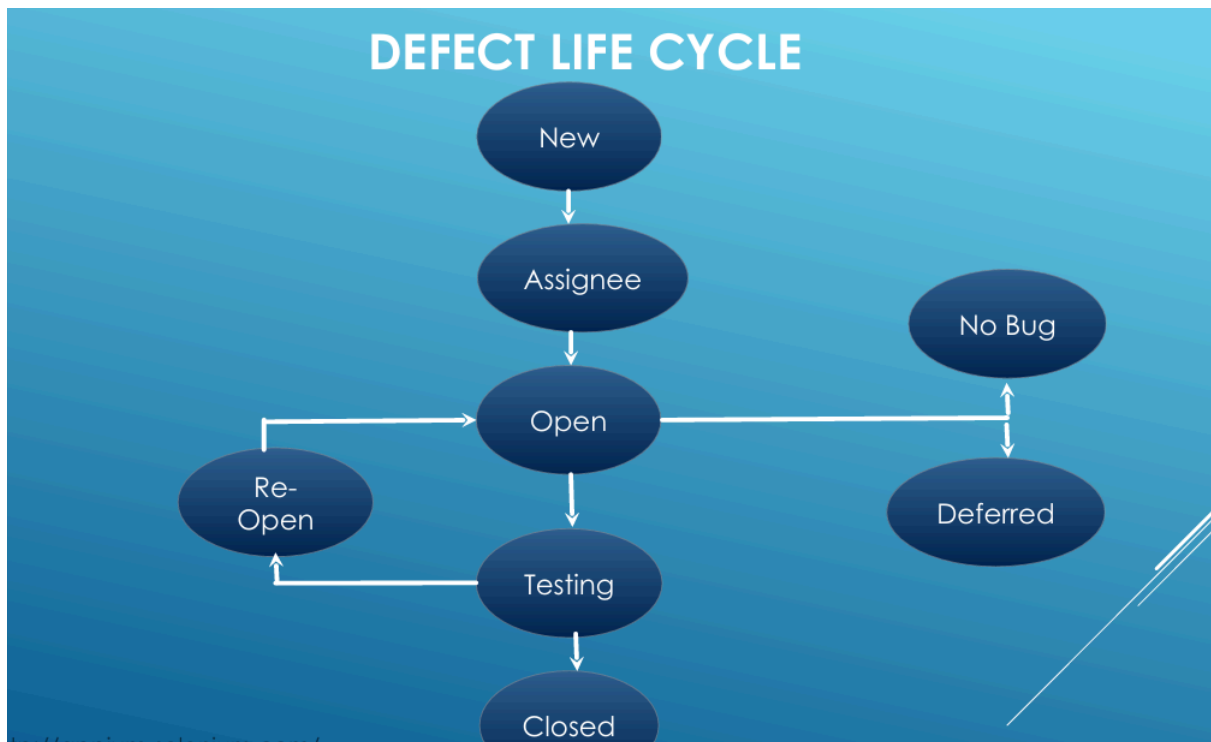 DEFECT LIFE CYCLE
New
Assignee
No Bug
Open
Re-
Open
Deferred
Testing
Closed